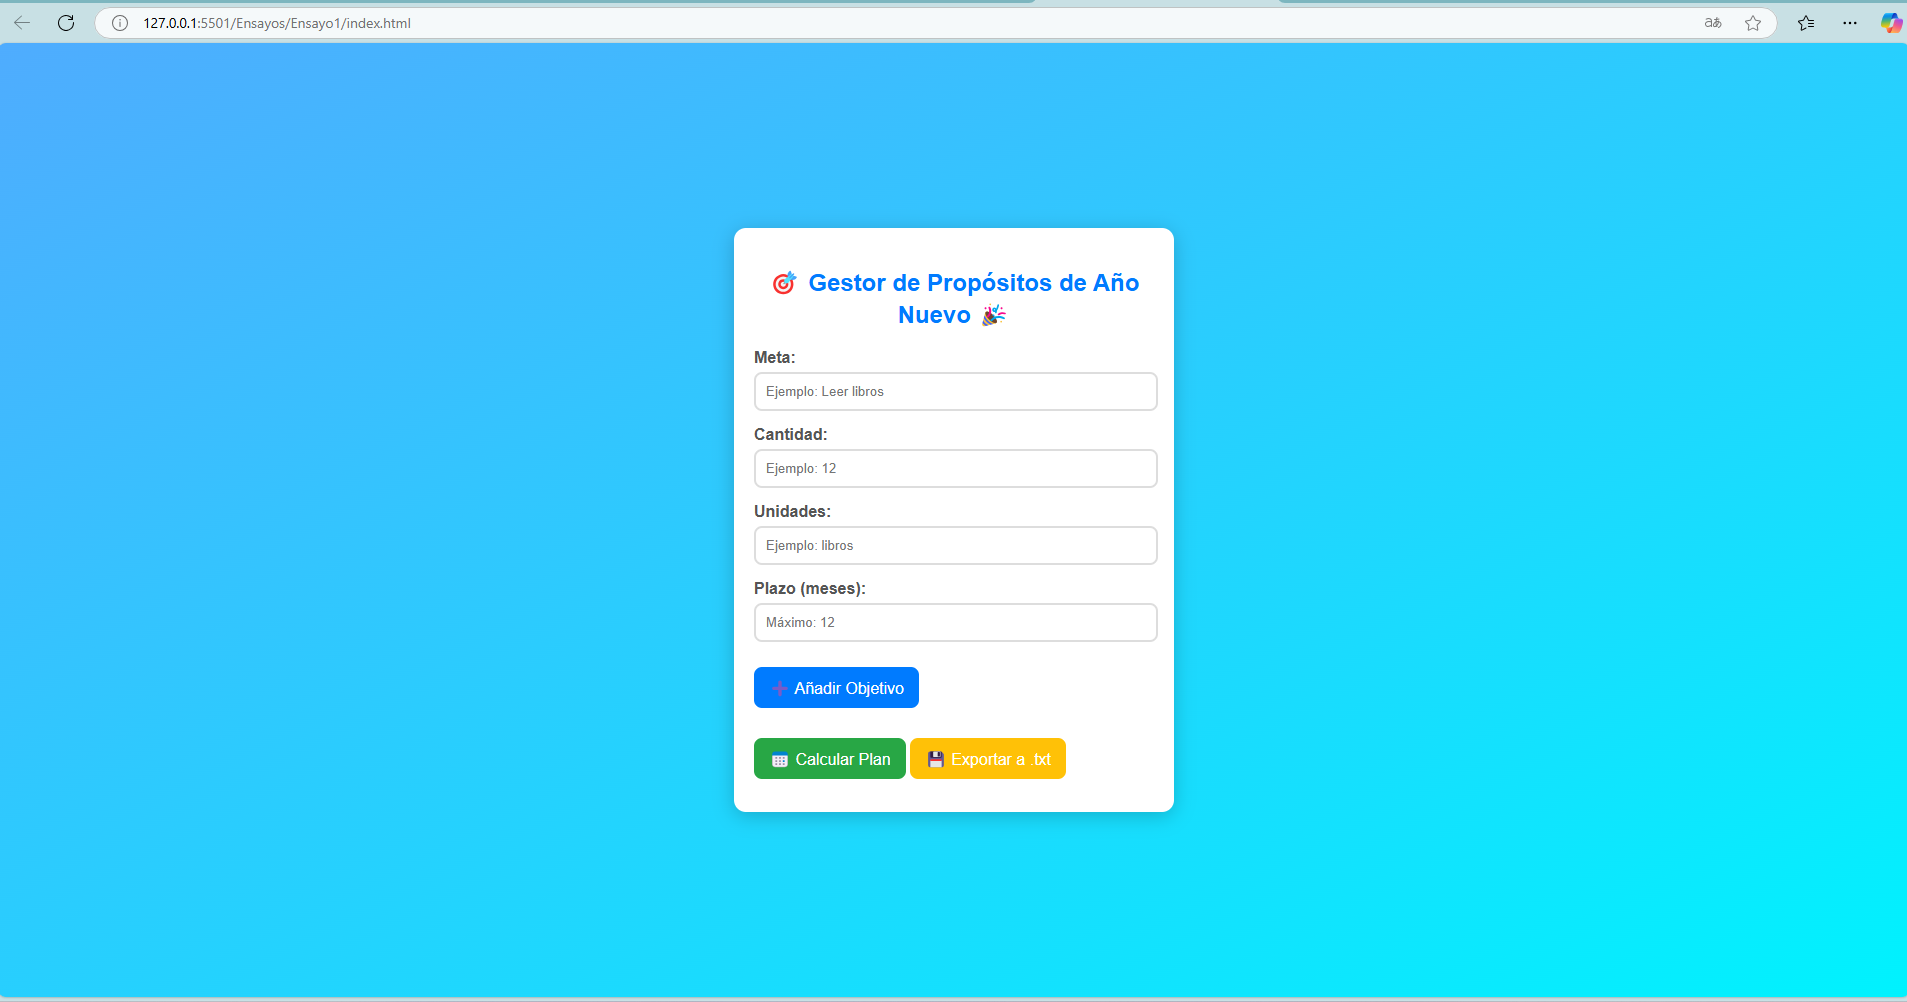 127.0.0.1:5501/Ensayos/Ensayo1/index.html
🎯 Gestor de Propósitos de Año
Nuevo 🎉
Meta:
Ejemplo: Leer libros
Cantidad:
Ejemplo: 12
Unidades:
Ejemplo: libros
Plazo (meses):
Máximo: 12
➕ Añadir Objetivo
📅 Calcular Plan 💾 Exportar a .txt